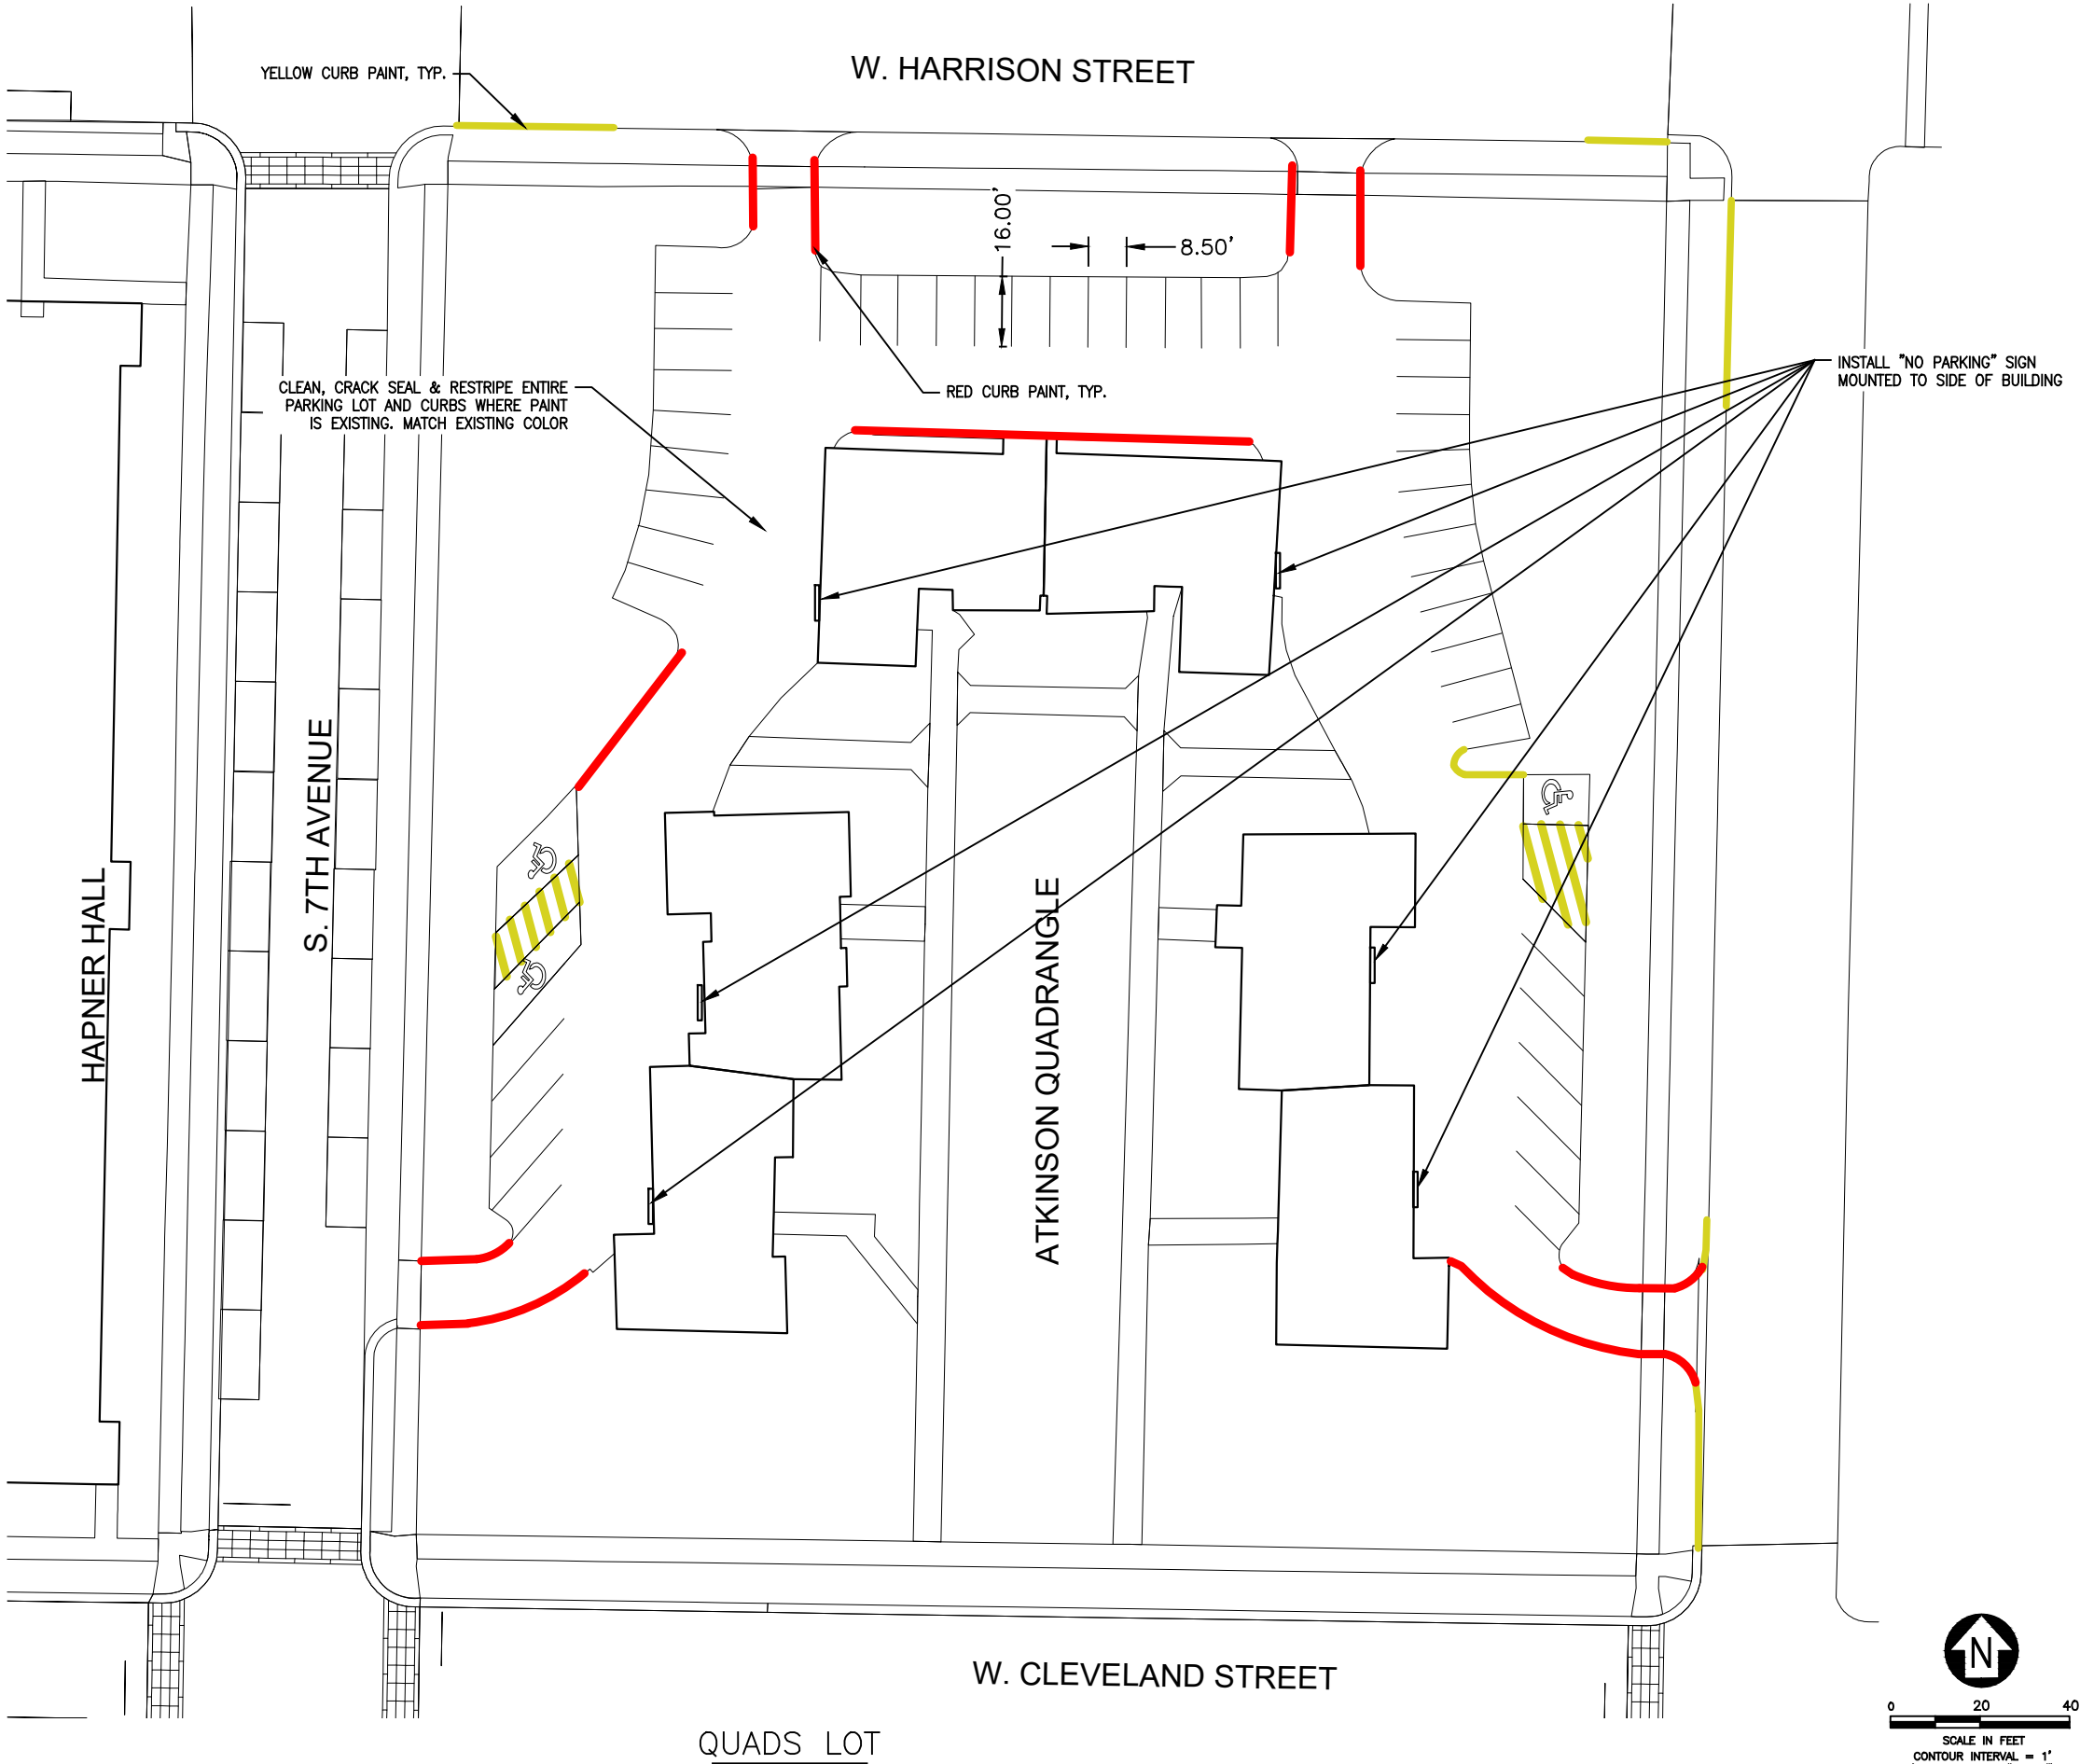 W. HARRISON STREET
YELLOW CURB PAINT, TYP.
16.00'
8.50'
INSTALL "NO PARKING" SIGN
MOUNTED TO SIDE OF BUILDING
CLEAN, CRACK SEAL & RESTRIPE ENTIRE
PARKING LOT AND CURBS WHERE PAINT
IS EXISTING. MATCH EXISTING COLOR
RED CURB PAINT, TYP.
HAPNER HALL
S. 7TH AVENUE
ATKINSON QUADRANGLE
W. CLEVELAND STREET
N
0 20 40
SCALE IN FEET
CONTOUR INTERVAL = 1'
QUADS LOT